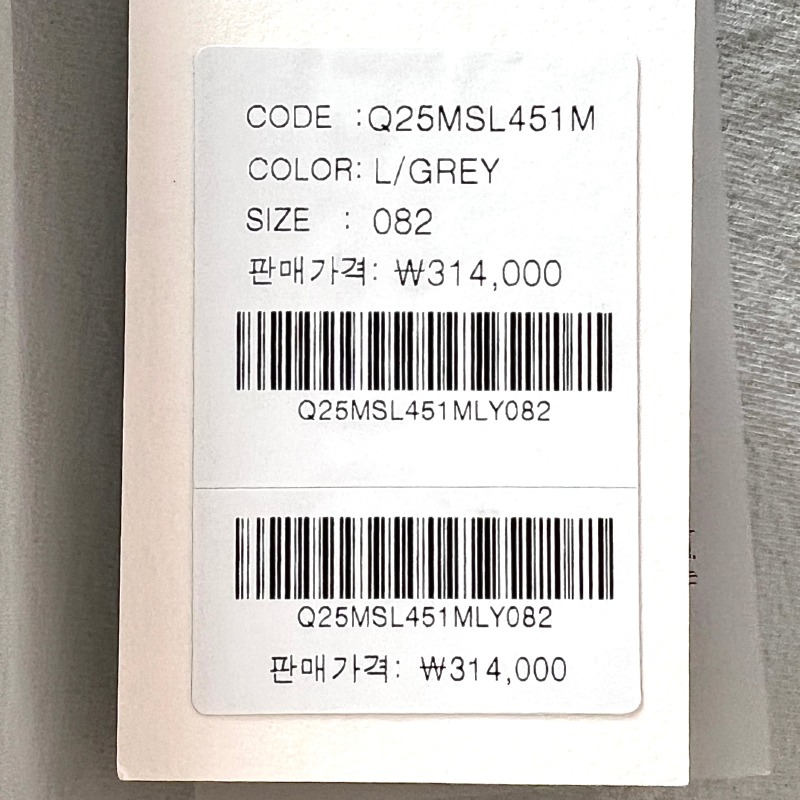 CODE :Q25MSL451M
COLOR: L/GREY
SIZE : 082
판매가격: ₩314,000
Q25MSL451MLY082
Q25MSL451MLY082
판매가격: ₩314,000